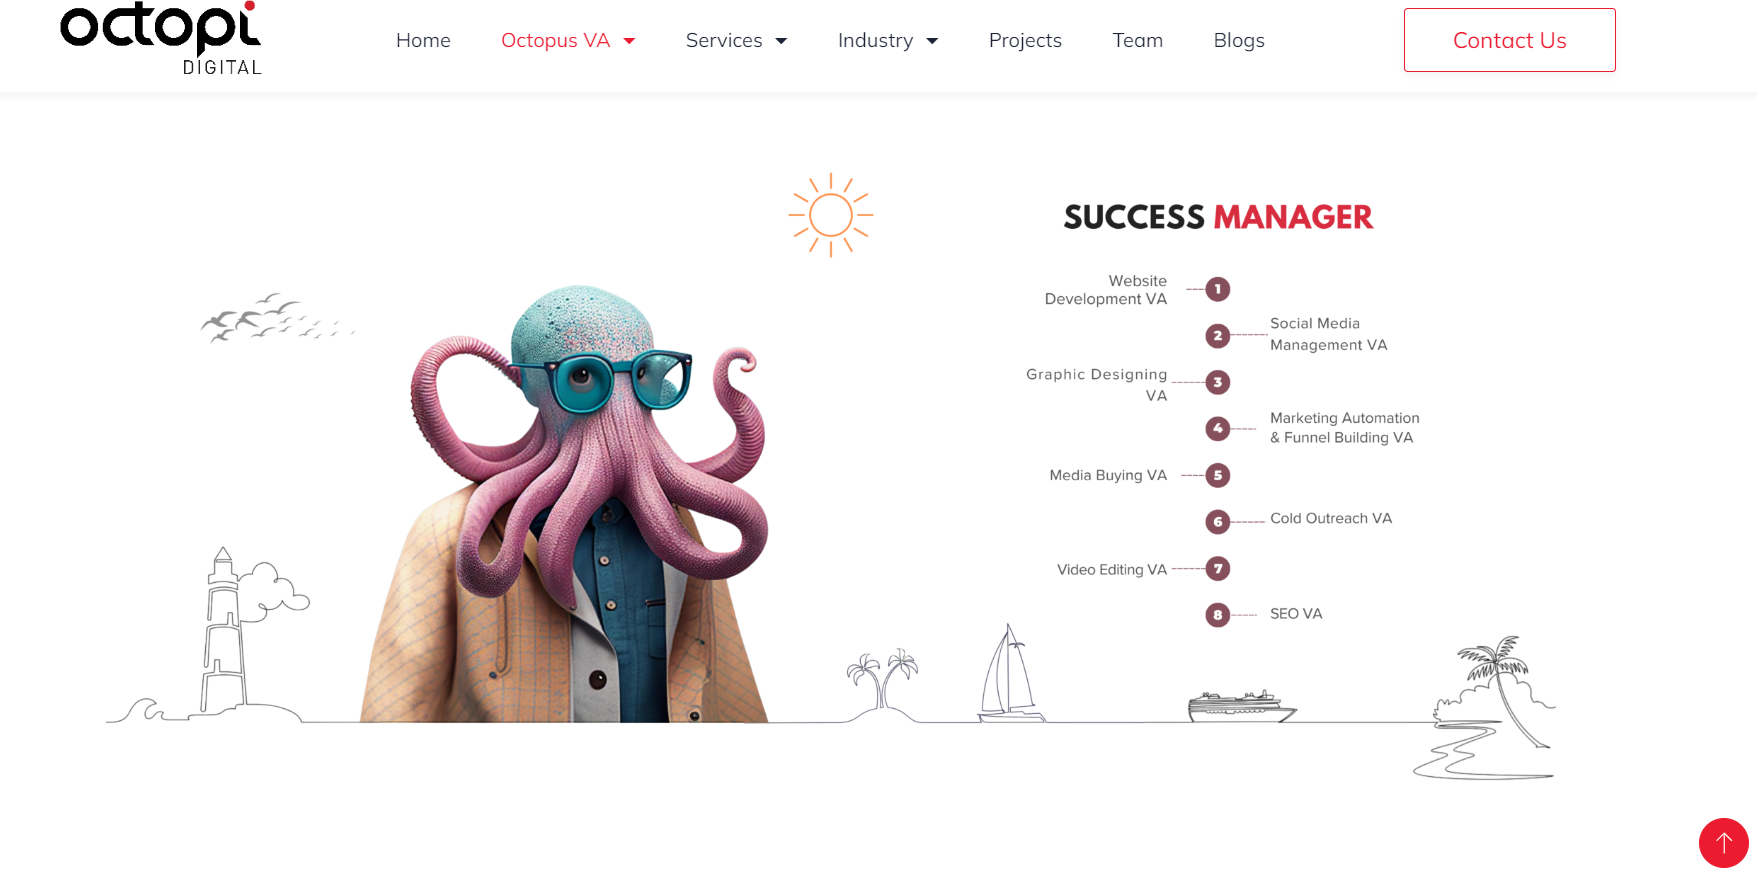 octopi
DIGITAL
Home
Octopus VA
Services
Industry
Projects
Team
Blogs
Contact Us
SUCCESS MANAGER
Website
Development VA
1
2
Social Media
Management VA
Graphic Designing
VA
3
4
Marketing Automation
& Funnel Building VA
Media Buying VA
5
6
Cold Outreach VA
Video Editing VA
7
8
SEO VA